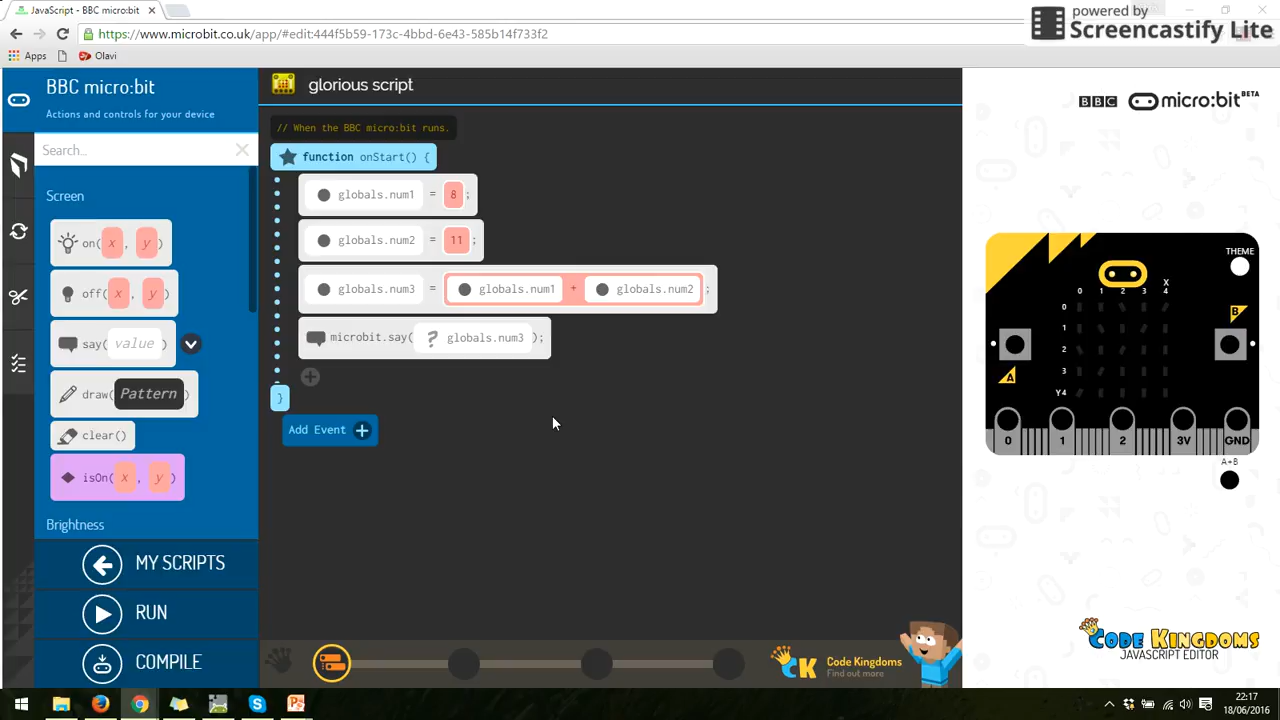 powered by
Screencastify Lite
JavaScript - BBC micro:bit
https://www.microbit.co.uk/app/#edit:444f5b39-173c-4bbd-6e43-585b14f733f2
Apps
Olavi
BBC micro:bit
Actions and controls for your device
Search...
Screen
on( x , y )
off( x , y )
say( value )
draw( Pattern )
clear()
isOn( x , y )
Brightness
MY SCRIPTS
RUN
COMPILE
glorious script
// When the BBC micro:bit runs.
function onStart() {
globals.num1 = 8 ;
globals.num2 = 11 ;
globals.num3 = globals.num1 + globals.num2 ;
microbit.say( ? globals.num3 );
}
Add Event +
CK Code Kingdoms
Find out more
BBC micro:bit BETA
THEME
X
0 1 2 3 4
0
1
2
3
Y4
A
B
0 1 2 3V GND
A+B
CODE KINGDOMS
JAVASCRIPT EDITOR
22:17
18/06/2016